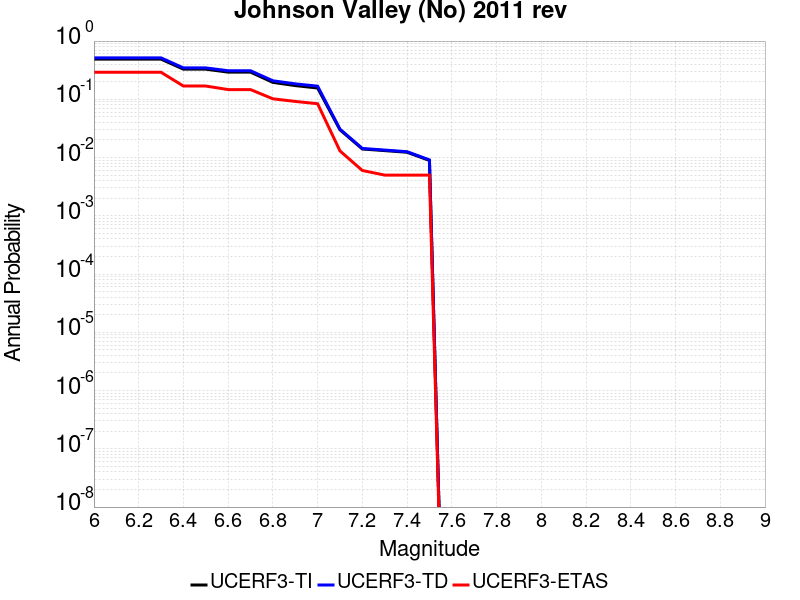 Johnson Valley (No) 2011 rev
10^0
10^-1
10^-2
10^-3
10^-4
10^-5
10^-6
10^-7
10^-8
Annual Probability
6 6.2 6.4 6.6 6.8 7 7.2 7.4 7.6 7.8 8 8.2 8.4 8.6 8.8 9
Magnitude
UCERF3-TI UCERF3-TD UCERF3-ETAS